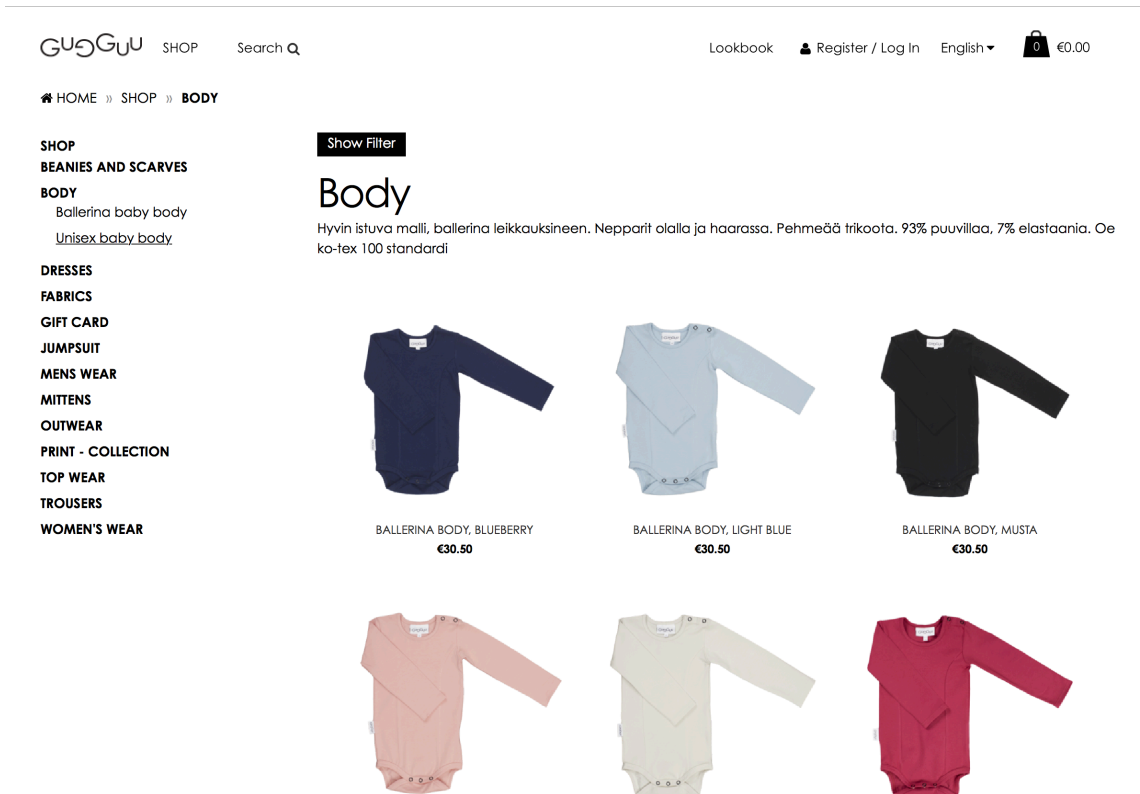 GUGGUU SHOP Search Lookbook Register / Log In English 0 €0.00
HOME » SHOP » BODY
SHOP
BEANIES AND SCARVES
BODY
Ballerina baby body
Unisex baby body
DRESSES
FABRICS
GIFT CARD
JUMPSUIT
MENS WEAR
MITTENS
OUTWEAR
PRINT - COLLECTION
TOP WEAR
TROUSERS
WOMEN'S WEAR
Show Filter
Body
Hyvin istuva malli, ballerina leikkauksineen. Nepparit olalla ja haarassa. Pehmeää trikoota. 93% puuvillaa, 7% elastaania. Oe
ko-tex 100 standardi
BALLERINA BODY, BLUEBERRY
€30.50
BALLERINA BODY, LIGHT BLUE
€30.50
BALLERINA BODY, MUSTA
€30.50